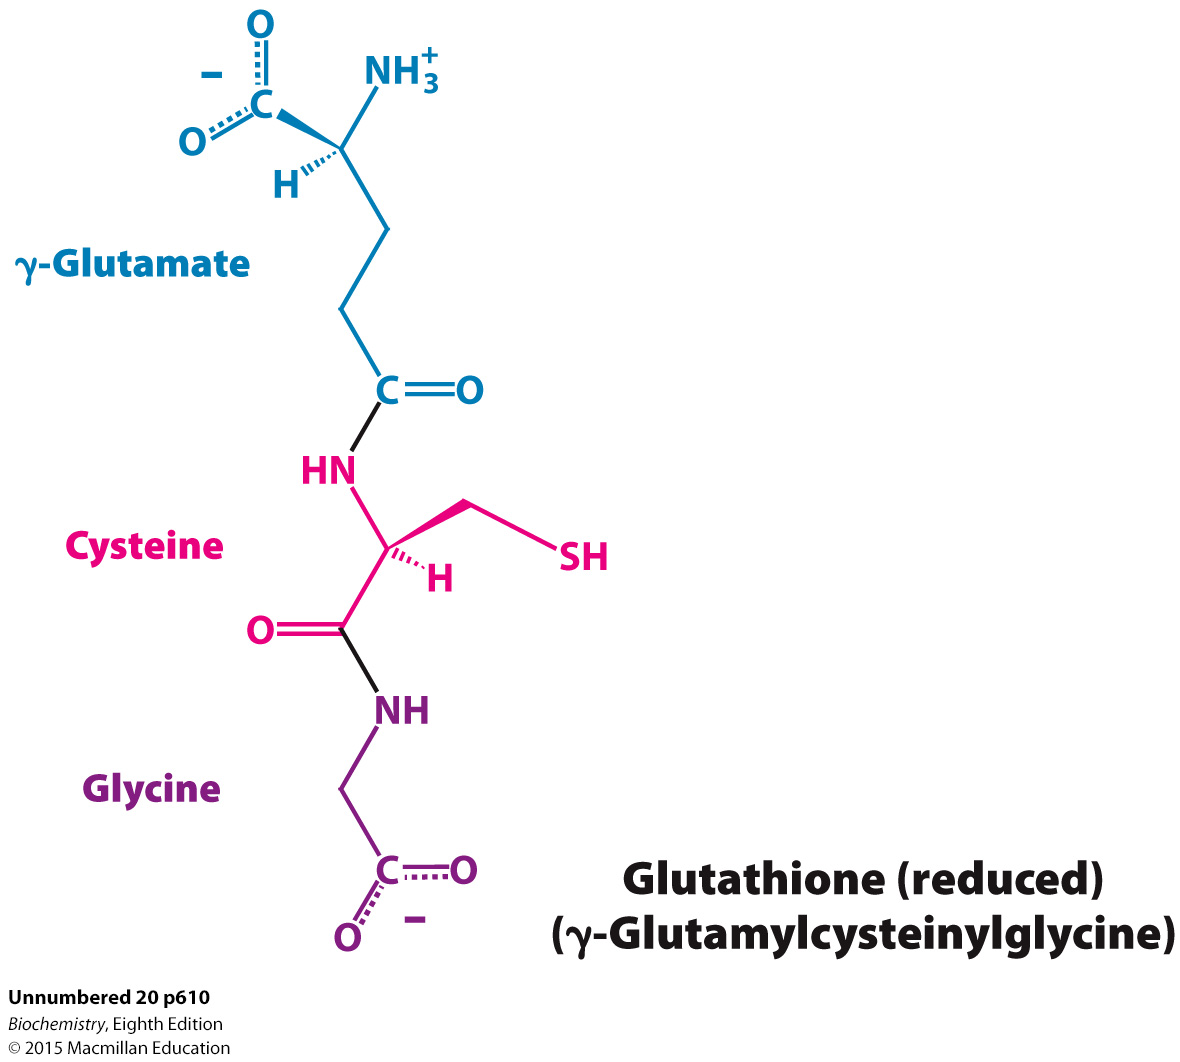 O
−
NH₃⁺
C
O
H
γ-Glutamate
C
O
HN
Cysteine
SH
H
O
NH
Glycine
C
O
−
O
Glutathione (reduced)
(γ-Glutamylcysteinylglycine)
Unnumbered 20 p610
Biochemistry, Eighth Edition
© 2015 Macmillan Education